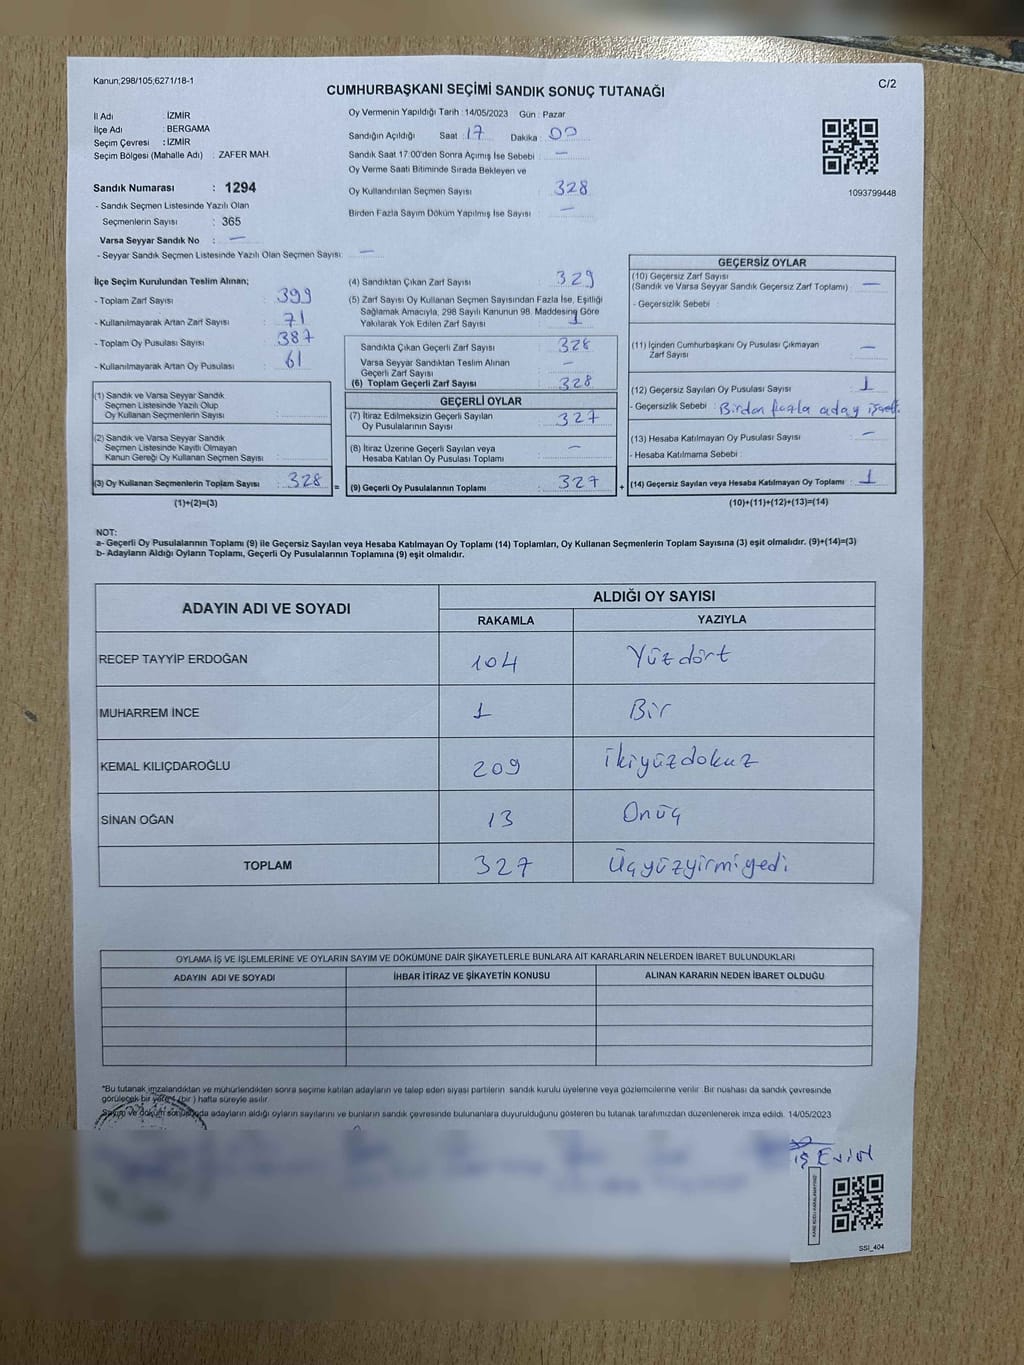 Kanun;298/105;6271/18-1
C/2
CUMHURBAŞKANI SEÇİMİ SANDIK SONUÇ TUTANAĞI
İl Adı : İZMİR
İlçe Adı : BERGAMA
Seçim Çevresi : İZMİR
Seçim Bölgesi (Mahalle Adı) : ZAFER MAH.
Sandık Numarası : 1294
- Sandık Seçmen Listesinde Yazılı Olan
Seçmenlerin Sayısı : 365
Varsa Seyyar Sandık No : —
- Seyyar Sandık Seçmen Listesinde Yazılı Olan Seçmen Sayısı: —
Oy Vermenin Yapıldığı Tarih : 14/05/2023 Gün : Pazar
Sandığın Açıldığı Saat : 17 Dakika : 00
Sandık Saat 17:00'den Sonra Açımış İse Sebebi : —
Oy Verme Saati Bitiminde Sırada Bekleyen ve
Oy Kullandırılan Seçmen Sayısı : 328
Birden Fazla Sayım Döküm Yapılmış İse Sayısı : —
1093799448
İlçe Seçim Kurulundan Teslim Alınan;
- Toplam Zarf Sayısı : 399
- Kullanılmayarak Artan Zarf Sayısı : 71
- Toplam Oy Pusulası Sayısı : 387
- Kullanılmayarak Artan Oy Pusulası : 61
(1) Sandık ve Varsa Seyyar Sandık
Seçmen Listesinde Yazılı Olup
Oy Kullanan Seçmenlerin Sayısı :
(2) Sandık ve Varsa Seyyar Sandık
Seçmen Listesinde Kayıtlı Olmayan
Kanun Gereği Oy Kullanan Seçmen Sayısı :
(3) Oy Kullanan Seçmenlerin Toplam Sayısı : 328
(1)+(2)=(3)
=
(4) Sandıktan Çıkan Zarf Sayısı : 329
(5) Zarf Sayısı Oy Kullanan Seçmen Sayısından Fazla İse, Eşitliği
Sağlamak Amacıyla, 298 Sayılı Kanunun 98. Maddesine Göre
Yakılarak Yok Edilen Zarf Sayısı : 1
Sandıkta Çıkan Geçerli Zarf Sayısı : 328
Varsa Seyyar Sandıktan Teslim Alınan
Geçerli Zarf Sayısı : —
(6) Toplam Geçerli Zarf Sayısı : 328
GEÇERLİ OYLAR
(7) İtiraz Edilmeksizin Geçerli Sayılan
Oy Pusulalarının Sayısı : 327
(8) İtiraz Üzerine Geçerli Sayılan veya
Hesaba Katılan Oy Pusulası Toplamı : —
(9) Geçerli Oy Pusulalarının Toplamı : 327
+
GEÇERSİZ OYLAR
(10) Geçersiz Zarf Sayısı
(Sandık ve Varsa Seyyar Sandık Geçersiz Zarf Toplamı) : —
- Geçersizlik Sebebi :
(11) İçinden Cumhurbaşkanı Oy Pusulası Çıkmayan
Zarf Sayısı : —
(12) Geçersiz Sayılan Oy Pusulası Sayısı : 1
- Geçersizlik Sebebi : Birden fazla aday
(13) Hesaba Katılmayan Oy Pusulası Sayısı : —
- Hesaba Katılmama Sebebi :
(14) Geçersiz Sayılan veya Hesaba Katılmayan Oy Toplamı : 1
(10)+(11)+(12)+(13)=(14)
NOT:
a- Geçerli Oy Pusulalarının Toplamı (9) ile Geçersiz Sayılan veya Hesaba Katılmayan Oy Toplamı (14) Toplamları, Oy Kullanan Seçmenlerin Toplam Sayısına (3) eşit olmalıdır. (9)+(14)=(3)
b- Adayların Aldığı Oyların Toplamı, Geçerli Oy Pusulalarının Toplamına (9) eşit olmalıdır.
ADAYIN ADI VE SOYADI
ALDIĞI OY SAYISI
RAKAMLA YAZIYLA
RECEP TAYYİP ERDOĞAN 104 Yüzdört
MUHARREM İNCE 1 Bir
KEMAL KILIÇDAROĞLU 209 ikiyüzdokuz
SİNAN OĞAN 13 Onüç
TOPLAM 327 Üçyüzyirmiyedi
OYLAMA İŞ VE İŞLEMLERİNE VE OYLARIN SAYIM VE DÖKÜMÜNE DAİR ŞİKAYETLERLE BUNLARA AİT KARARLARIN NELERDEN İBARET BULUNDUKLARI
ADAYIN ADI VE SOYADI İHBAR İTİRAZ VE ŞİKAYETİN KONUSU ALINAN KARARIN NEDEN İBARET OLDUĞU
*Bu tutanak imzalandıktan ve mühürlendikten sonra seçime katılan adayların ve talep eden siyasi partilerin sandık kurulu üyelerine veya gözlemcilerine verilir. Bir nüshası da sandık çevresinde
görülecek bir yere 1 (bir ) hafta süreyle asılır.
Sayım ve döküm sonucunda adayların aldığı oyların sayılarını ve bunların sandık çevresinde bulunanlara duyurulduğunu gösteren bu tutanak tarafımızdan düzenlenerek imza edildi. 14/05/2023
SSI_404